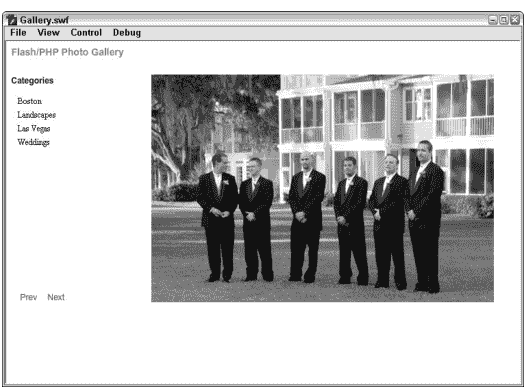 Gallery.swf
File View Control Debug
Flash/PHP Photo Gallery
Categories
Boston
Landscapes
Las Vegas
Weddings
Prev Next